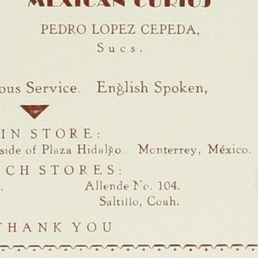 MEXICAN CURIOS
PEDRO LOPEZ CEPEDA,
Sucs.
ous Service. English Spoken,
IN STORE:
side of Plaza Hidalgo. Monterrey, México.
CH STORES:
Allende No. 104.
Saltillo, Coah.
THANK YOU